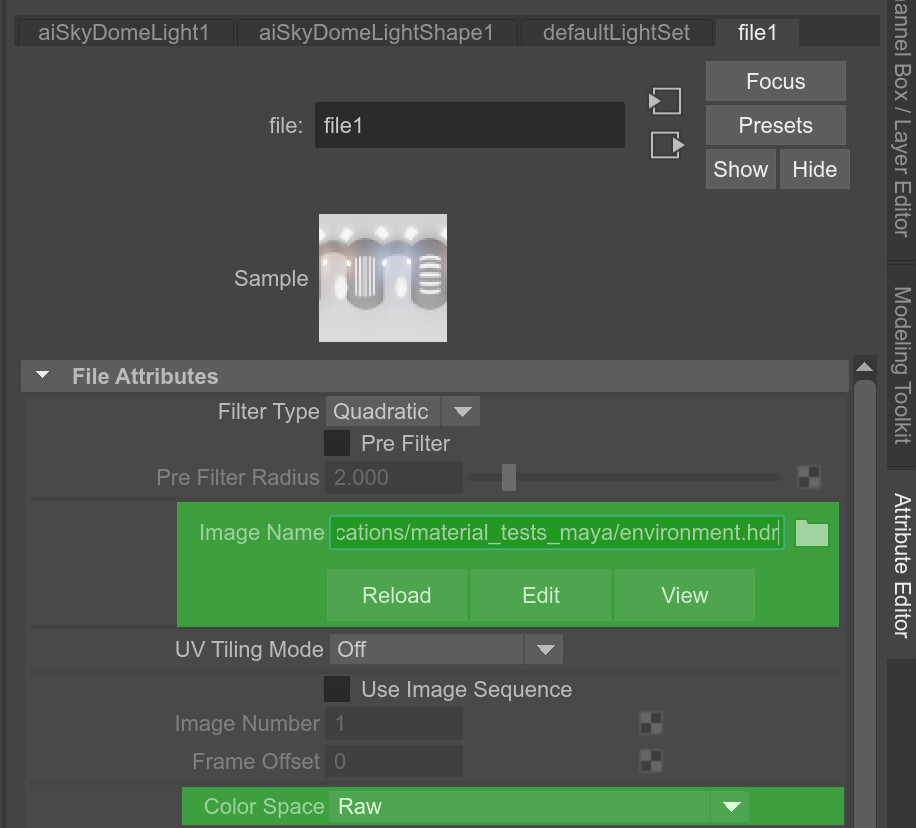 aiSkyDomeLight1 aiSkyDomeLightShape1 defaultLightSet file1
Focus
file: file1
Presets
Show Hide
Sample
File Attributes
Filter Type Quadratic
Pre Filter
Pre Filter Radius 2.000
Image Name cations/material_tests_maya/environment.hdr
Reload Edit View
UV Tiling Mode Off
Use Image Sequence
Image Number 1
Frame Offset 0
Color Space Raw
annel Box / Layer Editor
Modeling Toolkit
Attribute Editor